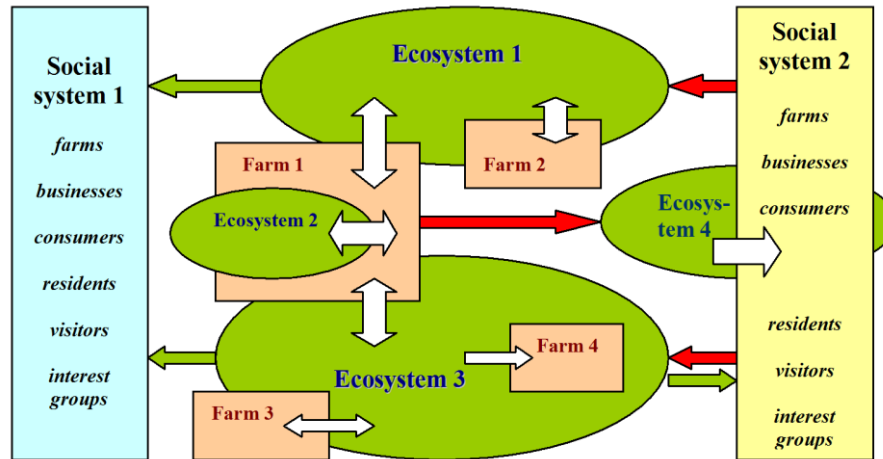 Social
system 1
farms
businesses
consumers
residents
visitors
interest
groups
Ecosystem 1
Farm 1
Farm 2
Ecosystem 2
Ecosys-
tem 4
Ecosystem 3
Farm 4
Farm 3
Social
system 2
farms
businesses
consumers
residents
visitors
interest
groups